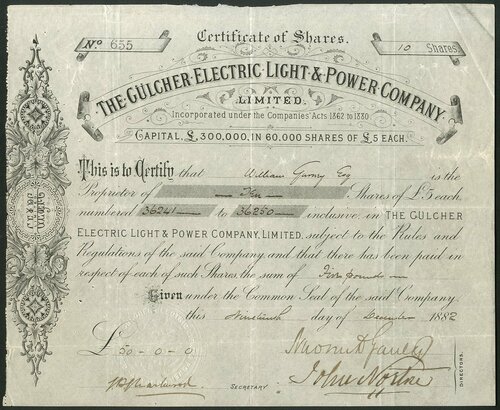 Certificate of Shares.
No. 655
10 Shares.
THE GÜLCHER ELECTRIC LIGHT & POWER COMPANY
LIMITED.
Incorporated under the Companies' Acts 1862 to 1880.
CAPITAL, £300,000, IN 60,000 SHARES OF £5 EACH.
This is to Certify that William Esq is the
Proprietor of Ten Shares of £5 each,
numbered 36241 to 36250 inclusive, in THE GÜLCHER
ELECTRIC LIGHT & POWER COMPANY, LIMITED, subject to the Rules and
Regulations of the said Company, and that there has been paid in
respect of each of such Shares the sum of Five pounds
Given under the Common Seal of the said Company,
this Nineteenth day of December 1882
£50-0-0
John
SECRETARY.
DIRECTORS.